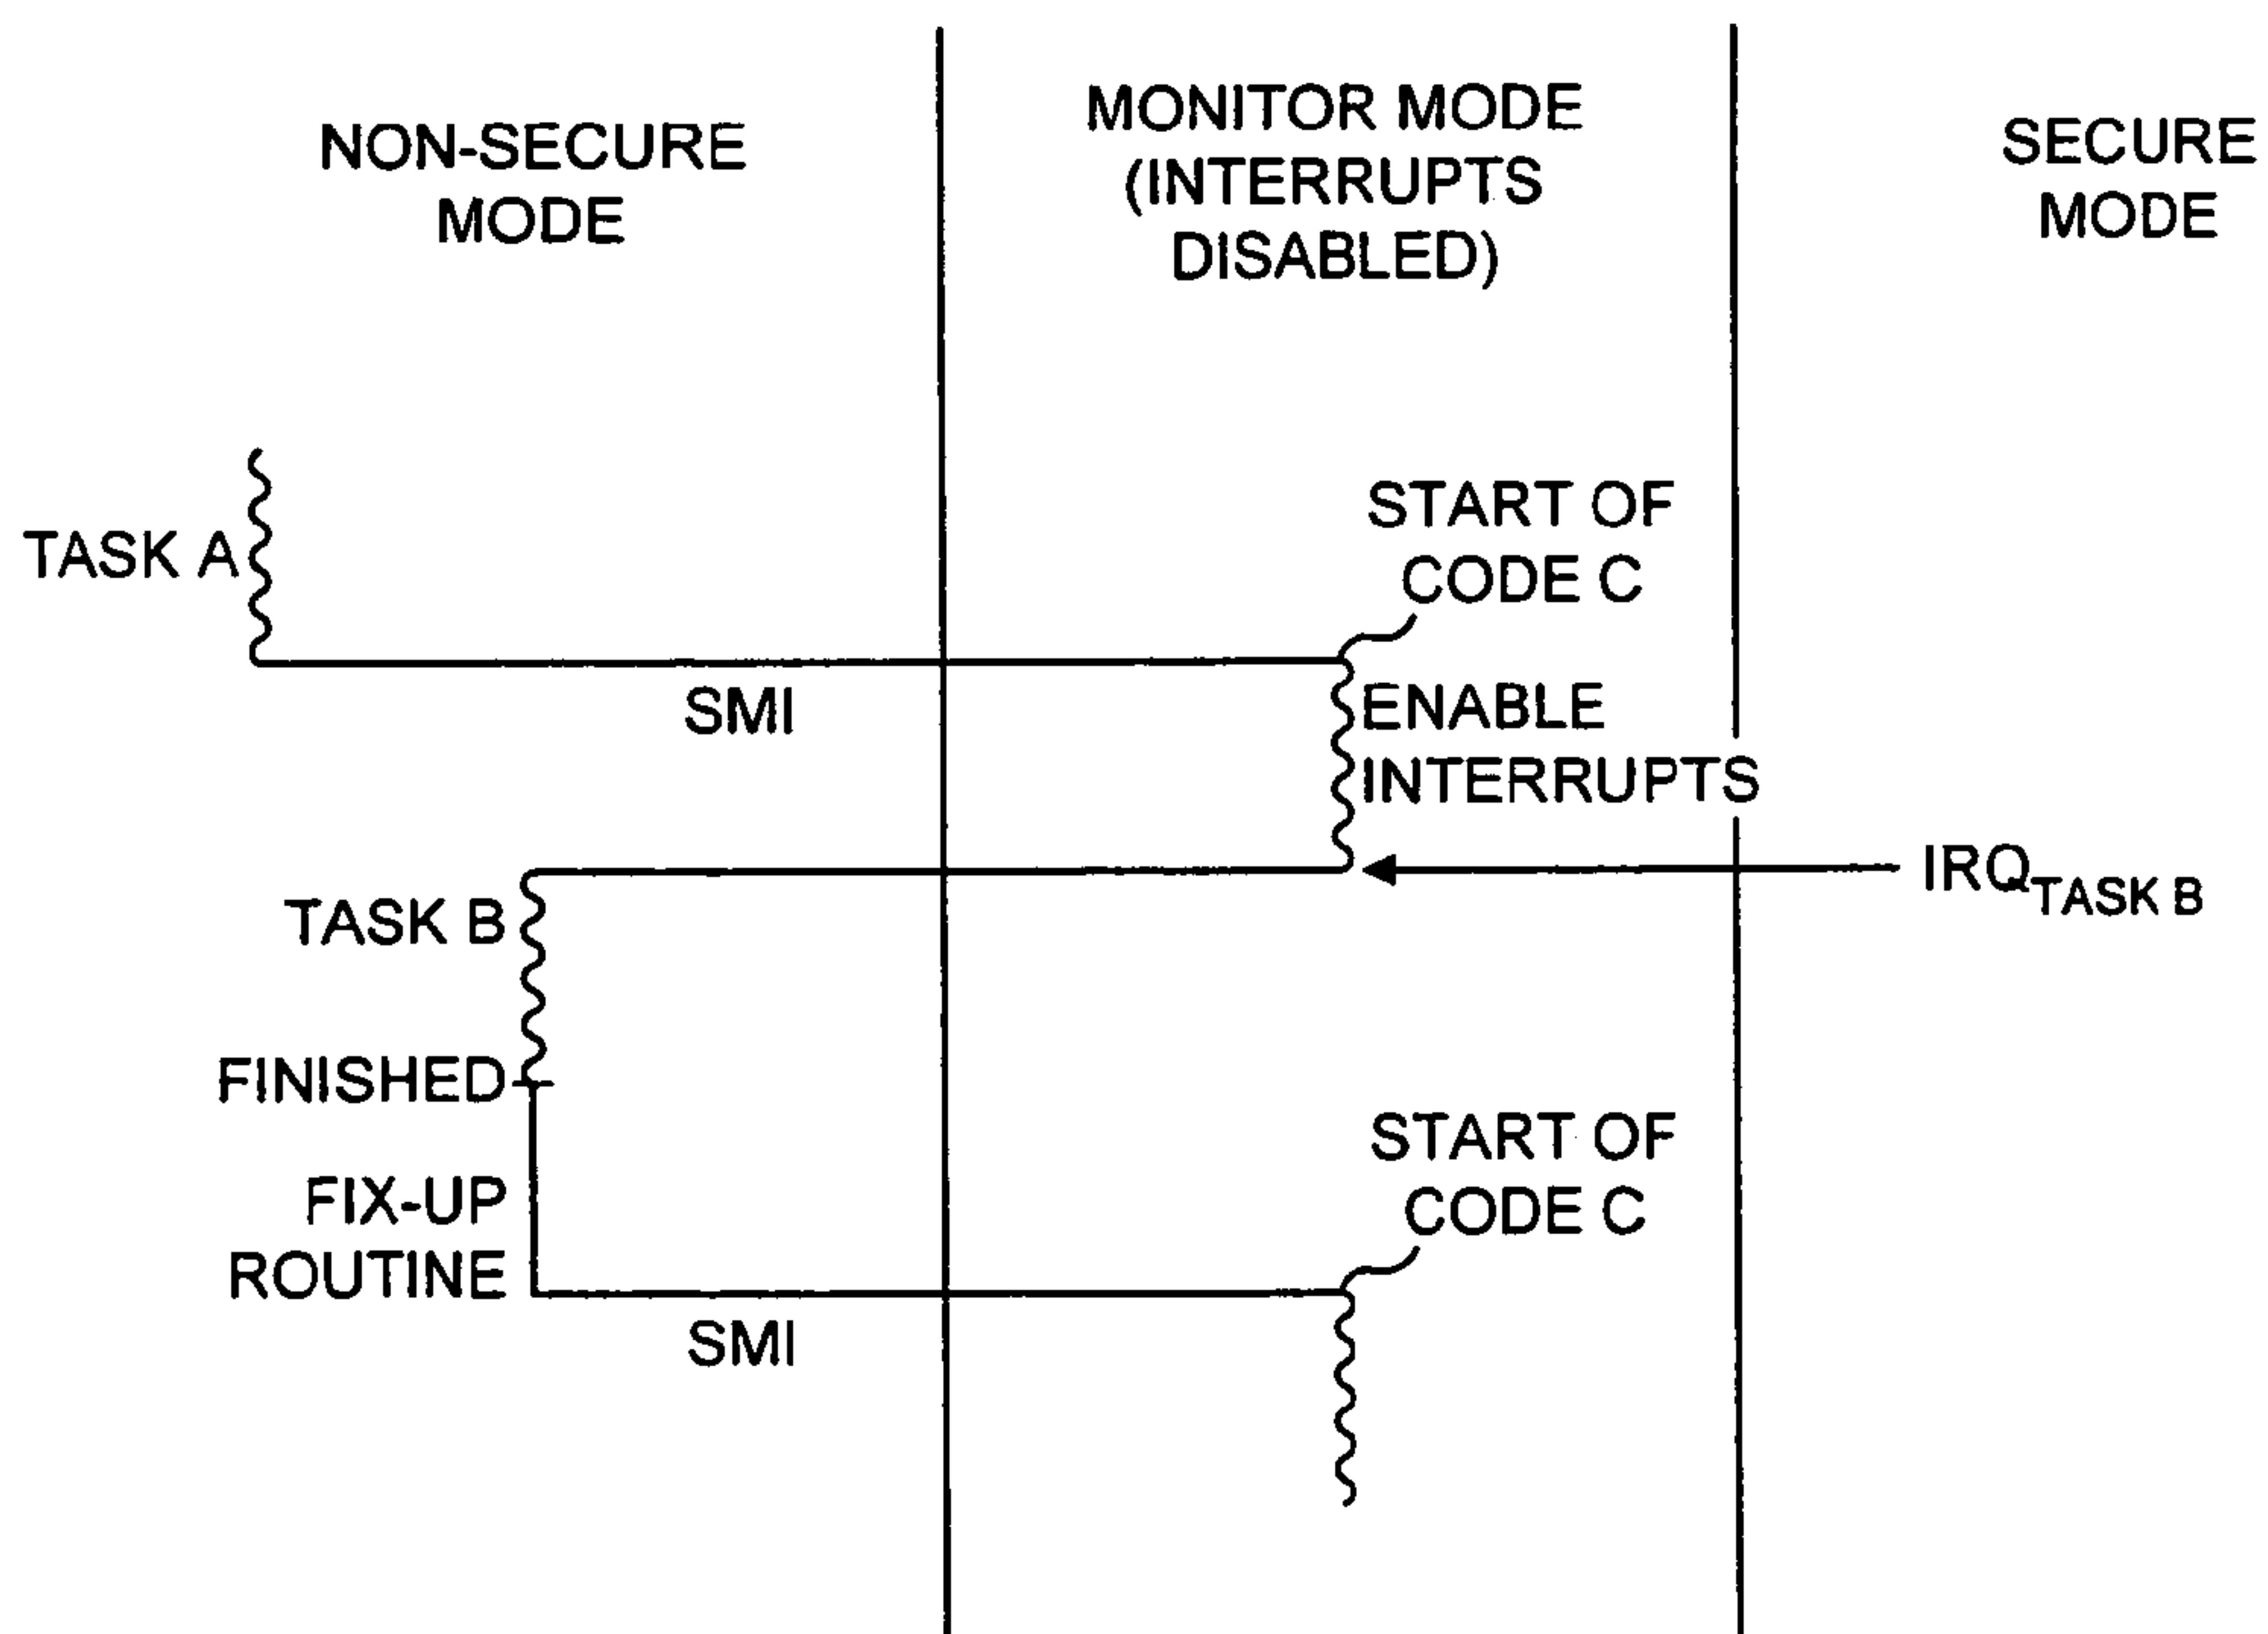 NON-SECURE
MODE
MONITOR MODE
(INTERRUPTS
DISABLED)
SECURE
MODE
TASK A
START OF
CODE C
SMI
ENABLE
INTERRUPTS
IRQTASK B
TASK B
FINISHED
START OF
CODE C
FIX-UP
ROUTINE
SMI